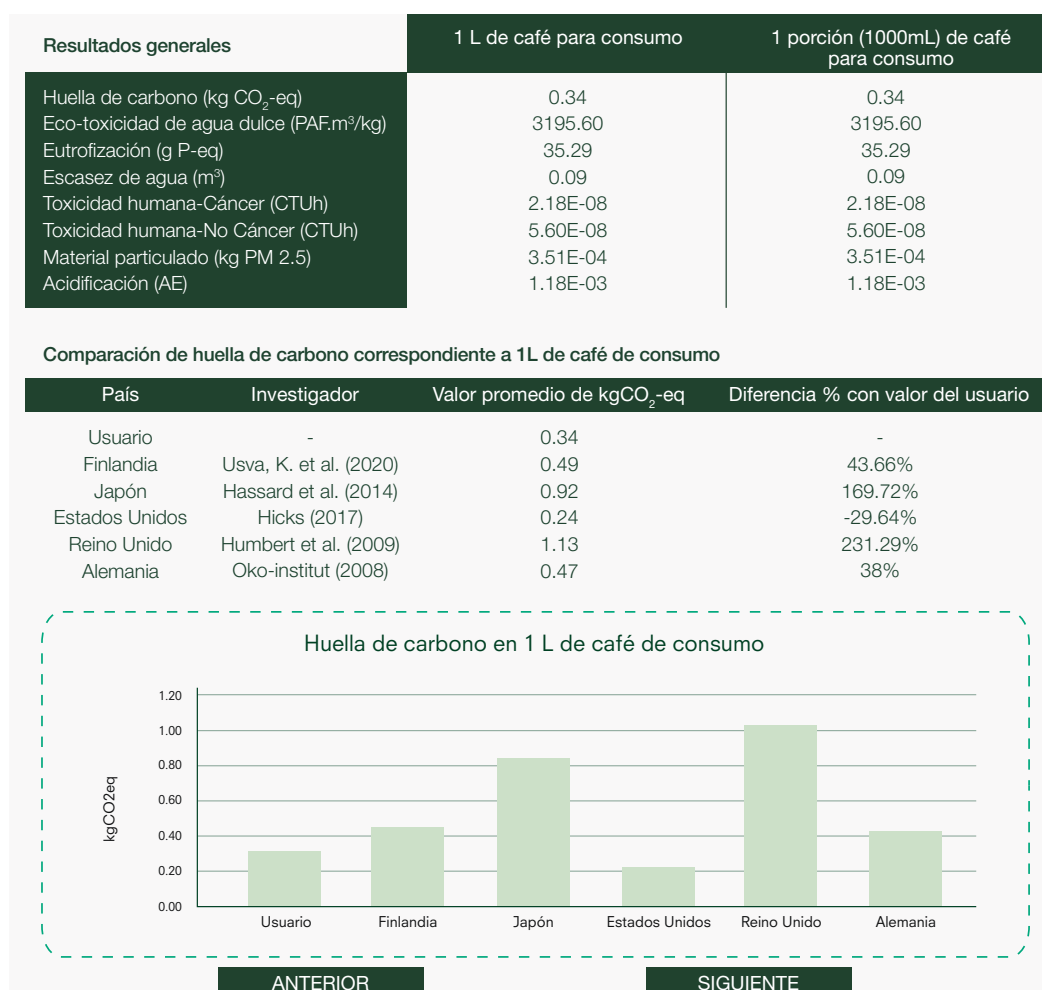 Resultados generales
1 L de café para consumo
1 porción (1000mL) de café
para consumo
Huella de carbono (kg CO₂-eq) 0.34 0.34
Eco-toxicidad de agua dulce (PAF.m³/kg) 3195.60 3195.60
Eutrofización (g P-eq) 35.29 35.29
Escasez de agua (m³) 0.09 0.09
Toxicidad humana-Cáncer (CTUh) 2.18E-08 2.18E-08
Toxicidad humana-No Cáncer (CTUh) 5.60E-08 5.60E-08
Material particulado (kg PM 2.5) 3.51E-04 3.51E-04
Acidificación (AE) 1.18E-03 1.18E-03
Comparación de huella de carbono correspondiente a 1L de café de consumo
País Investigador Valor promedio de kgCO₂-eq Diferencia % con valor del usuario
Usuario - 0.34 -
Finlandia Usva, K. et al. (2020) 0.49 43.66%
Japón Hassard et al. (2014) 0.92 169.72%
Estados Unidos Hicks (2017) 0.24 -29.64%
Reino Unido Humbert et al. (2009) 1.13 231.29%
Alemania Oko-institut (2008) 0.47 38%
Huella de carbono en 1 L de café de consumo
kgCO2eq
1.20
1.00
0.80
0.60
0.40
0.20
0.00
Usuario Finlandia Japón Estados Unidos Reino Unido Alemania
ANTERIOR SIGUIENTE